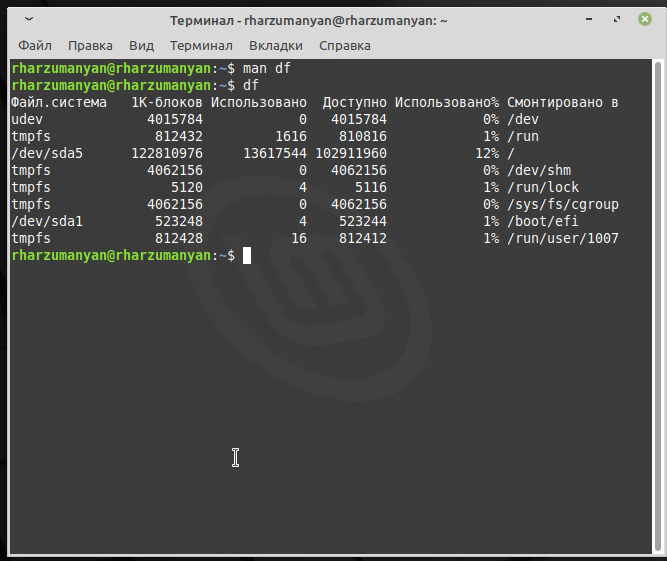 Терминал - rharzumanyan@rharzumanyan: ~
Файл Правка Вид Терминал Вкладки Справка
rharzumanyan@rharzumanyan:~$ man df
rharzumanyan@rharzumanyan:~$ df
Файл.система 1K-блоков Использовано Доступно Использовано% Смонтировано в
udev 4015784 0 4015784 0% /dev
tmpfs 812432 1616 810816 1% /run
/dev/sda5 122810976 13617544 102911960 12% /
tmpfs 4062156 0 4062156 0% /dev/shm
tmpfs 5120 4 5116 1% /run/lock
tmpfs 4062156 0 4062156 0% /sys/fs/cgroup
/dev/sda1 523248 4 523244 1% /boot/efi
tmpfs 812428 16 812412 1% /run/user/1007
rharzumanyan@rharzumanyan:~$